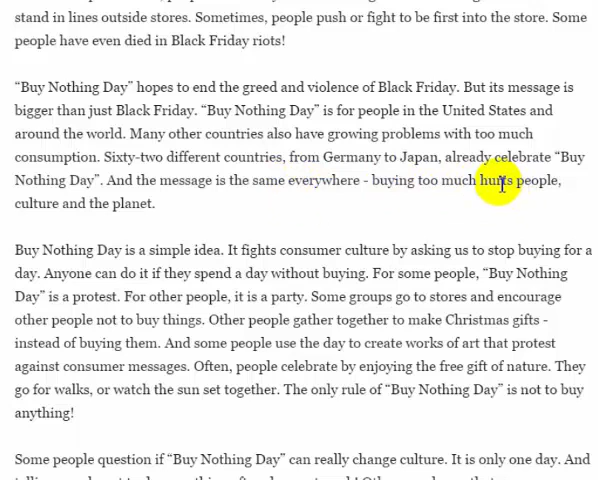 stand in lines outside stores. Sometimes, people push or fight to be first into the store. Some
people have even died in Black Friday riots!
“Buy Nothing Day” hopes to end the greed and violence of Black Friday. But its message is
bigger than just Black Friday. “Buy Nothing Day” is for people in the United States and
around the world. Many other countries also have growing problems with too much
consumption. Sixty-two different countries, from Germany to Japan, already celebrate “Buy
Nothing Day”. And the message is the same everywhere - buying too much hurts people,
culture and the planet.
Buy Nothing Day is a simple idea. It fights consumer culture by asking us to stop buying for a
day. Anyone can do it if they spend a day without buying. For some people, “Buy Nothing
Day” is a protest. For other people, it is a party. Some groups go to stores and encourage
other people not to buy things. Other people gather together to make Christmas gifts -
instead of buying them. And some people use the day to create works of art that protest
against consumer messages. Often, people celebrate by enjoying the free gift of nature. They
go for walks, or watch the sun set together. The only rule of “Buy Nothing Day” is not to buy
anything!
Some people question if “Buy Nothing Day” can really change culture. It is only one day. And